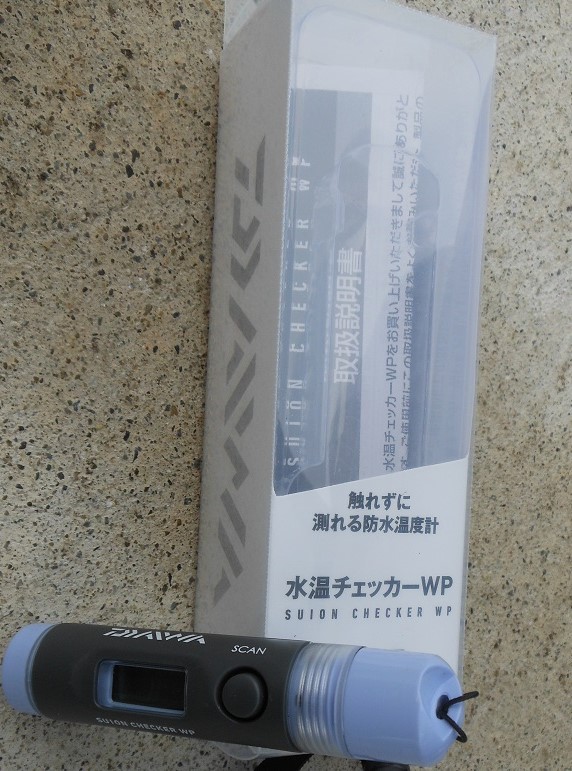 DAIWA
SUION CHECKER WP
取扱説明書
水温チェッカーWPをお買い上げいただきまして誠にありがと
触れずに
測れる防水温度計
水温チェッカーWP
SUION CHECKER WP
DAIWA
SCAN
SUION CHECKER WP